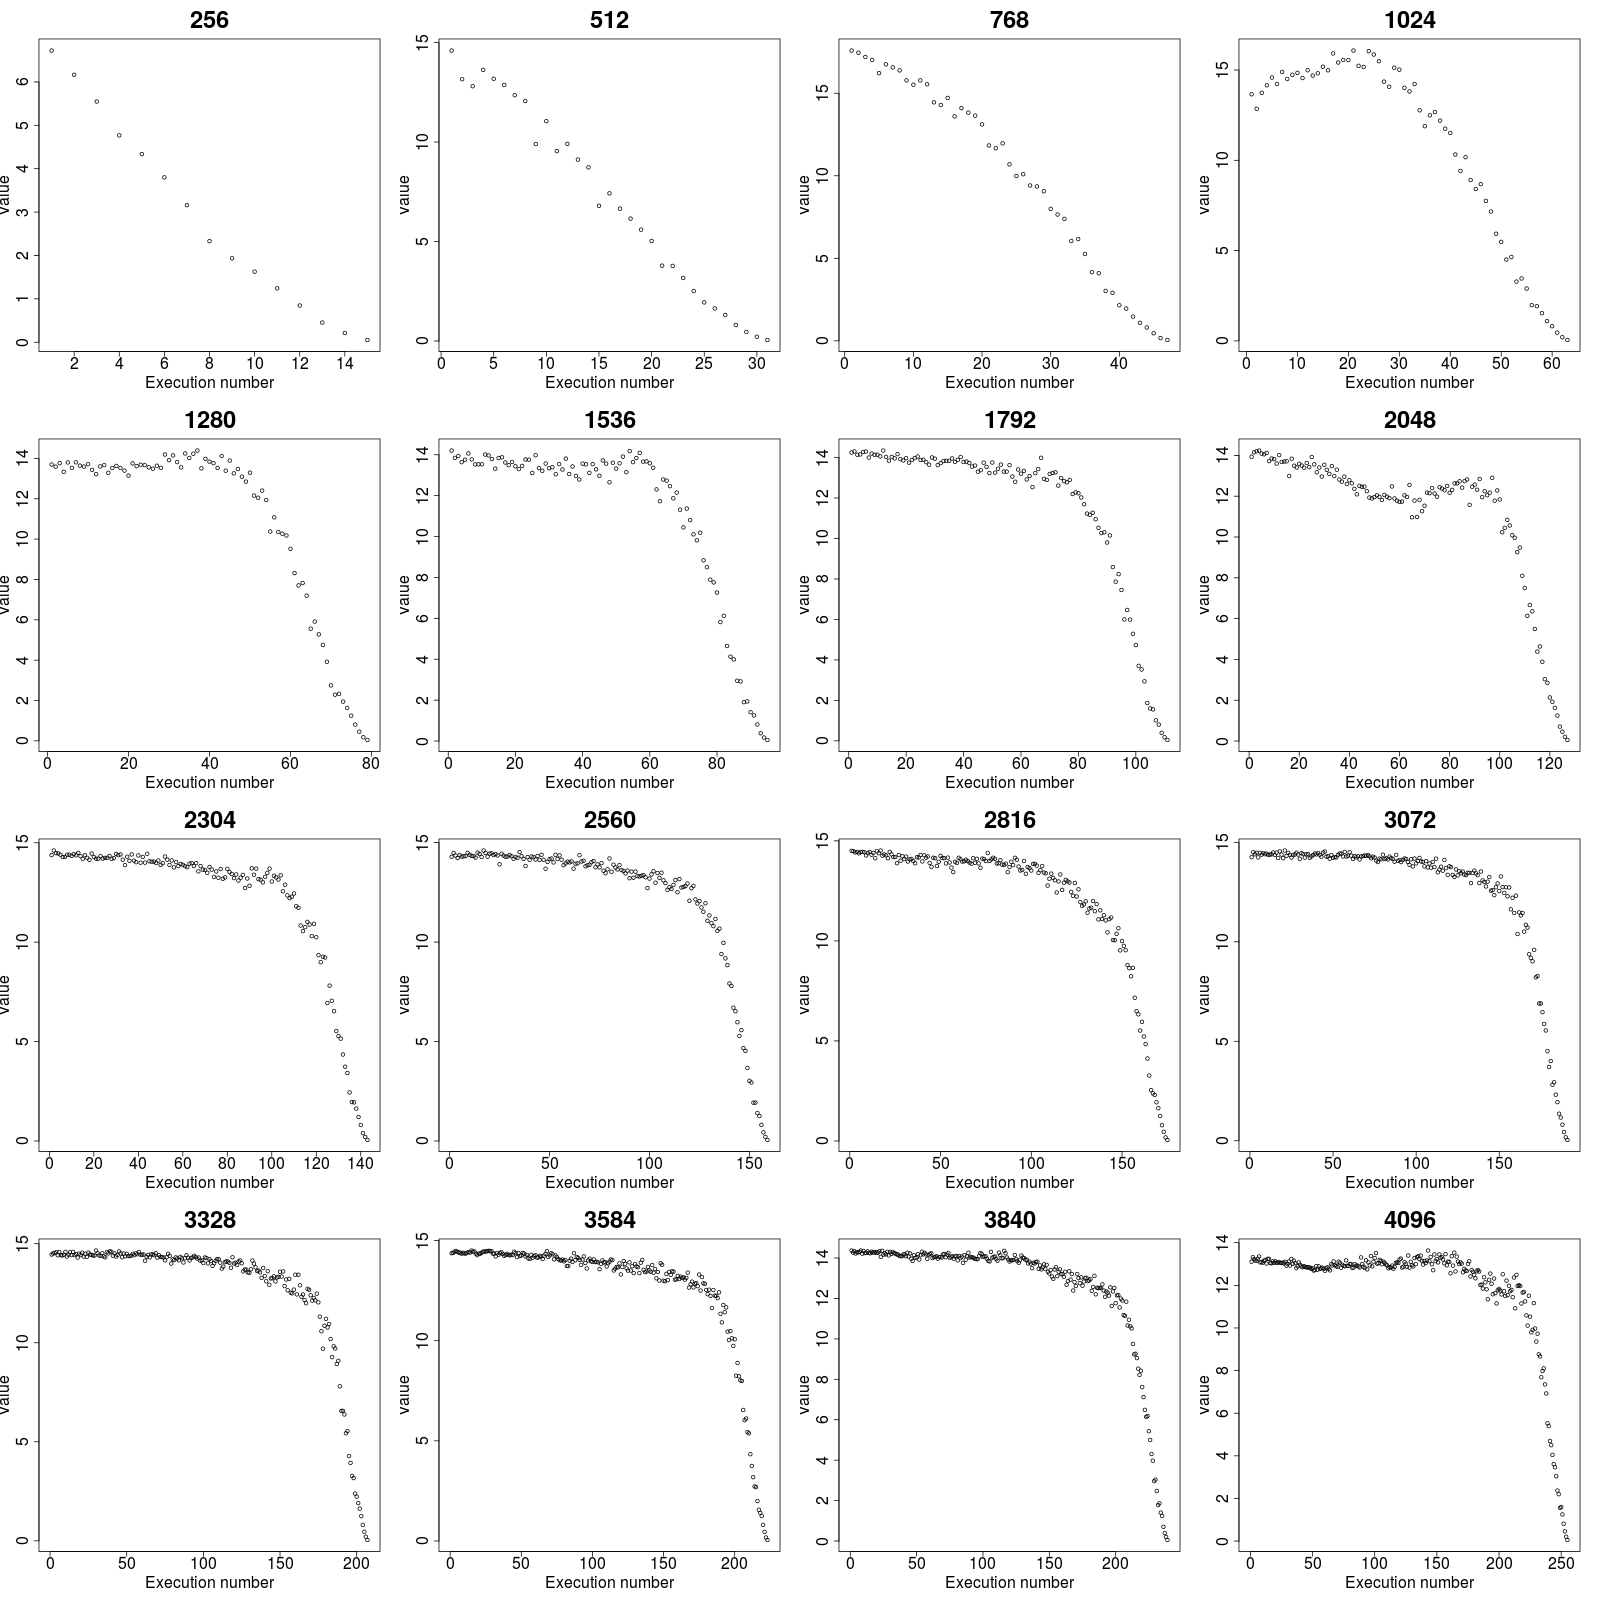 256 512 768 1024
15
6 15 15
5
value 4 value 10 value 10 value 10
3
2 5 5 5
1
0 0 0 0
2 4 6 8 10 12 14 0 5 10 15 20 25 30 0 10 20 30 40 0 10 20 30 40 50 60
Execution number Execution number Execution number Execution number
1280 1536 1792 2048
14 14 14 14
12 12 12 12
10 10 10 10
8 8 8 8
value value value value
6 6 6 6
4 4 4 4
2 2 2 2
0 0 0 0
0 20 40 60 80 0 20 40 60 80 0 20 40 60 80 100 0 20 40 60 80 100 120
Execution number Execution number Execution number Execution number
2304 2560 2816 3072
15 15 15 15
10 10 10 10
value value value value
5 5 5 5
0 0 0 0
0 20 40 60 80 100 120 140 0 50 100 150 0 50 100 150 0 50 100 150
Execution number Execution number Execution number Execution number
3328 3584 3840 4096
15 15 14 14
12 12
10 10 10 10
8 8
value value value value
5 5 6 6
4 4
2 2
0 0 0 0
0 50 100 150 200 0 50 100 150 200 0 50 100 150 200 0 50 100 150 200 250
Execution number Execution number Execution number Execution number